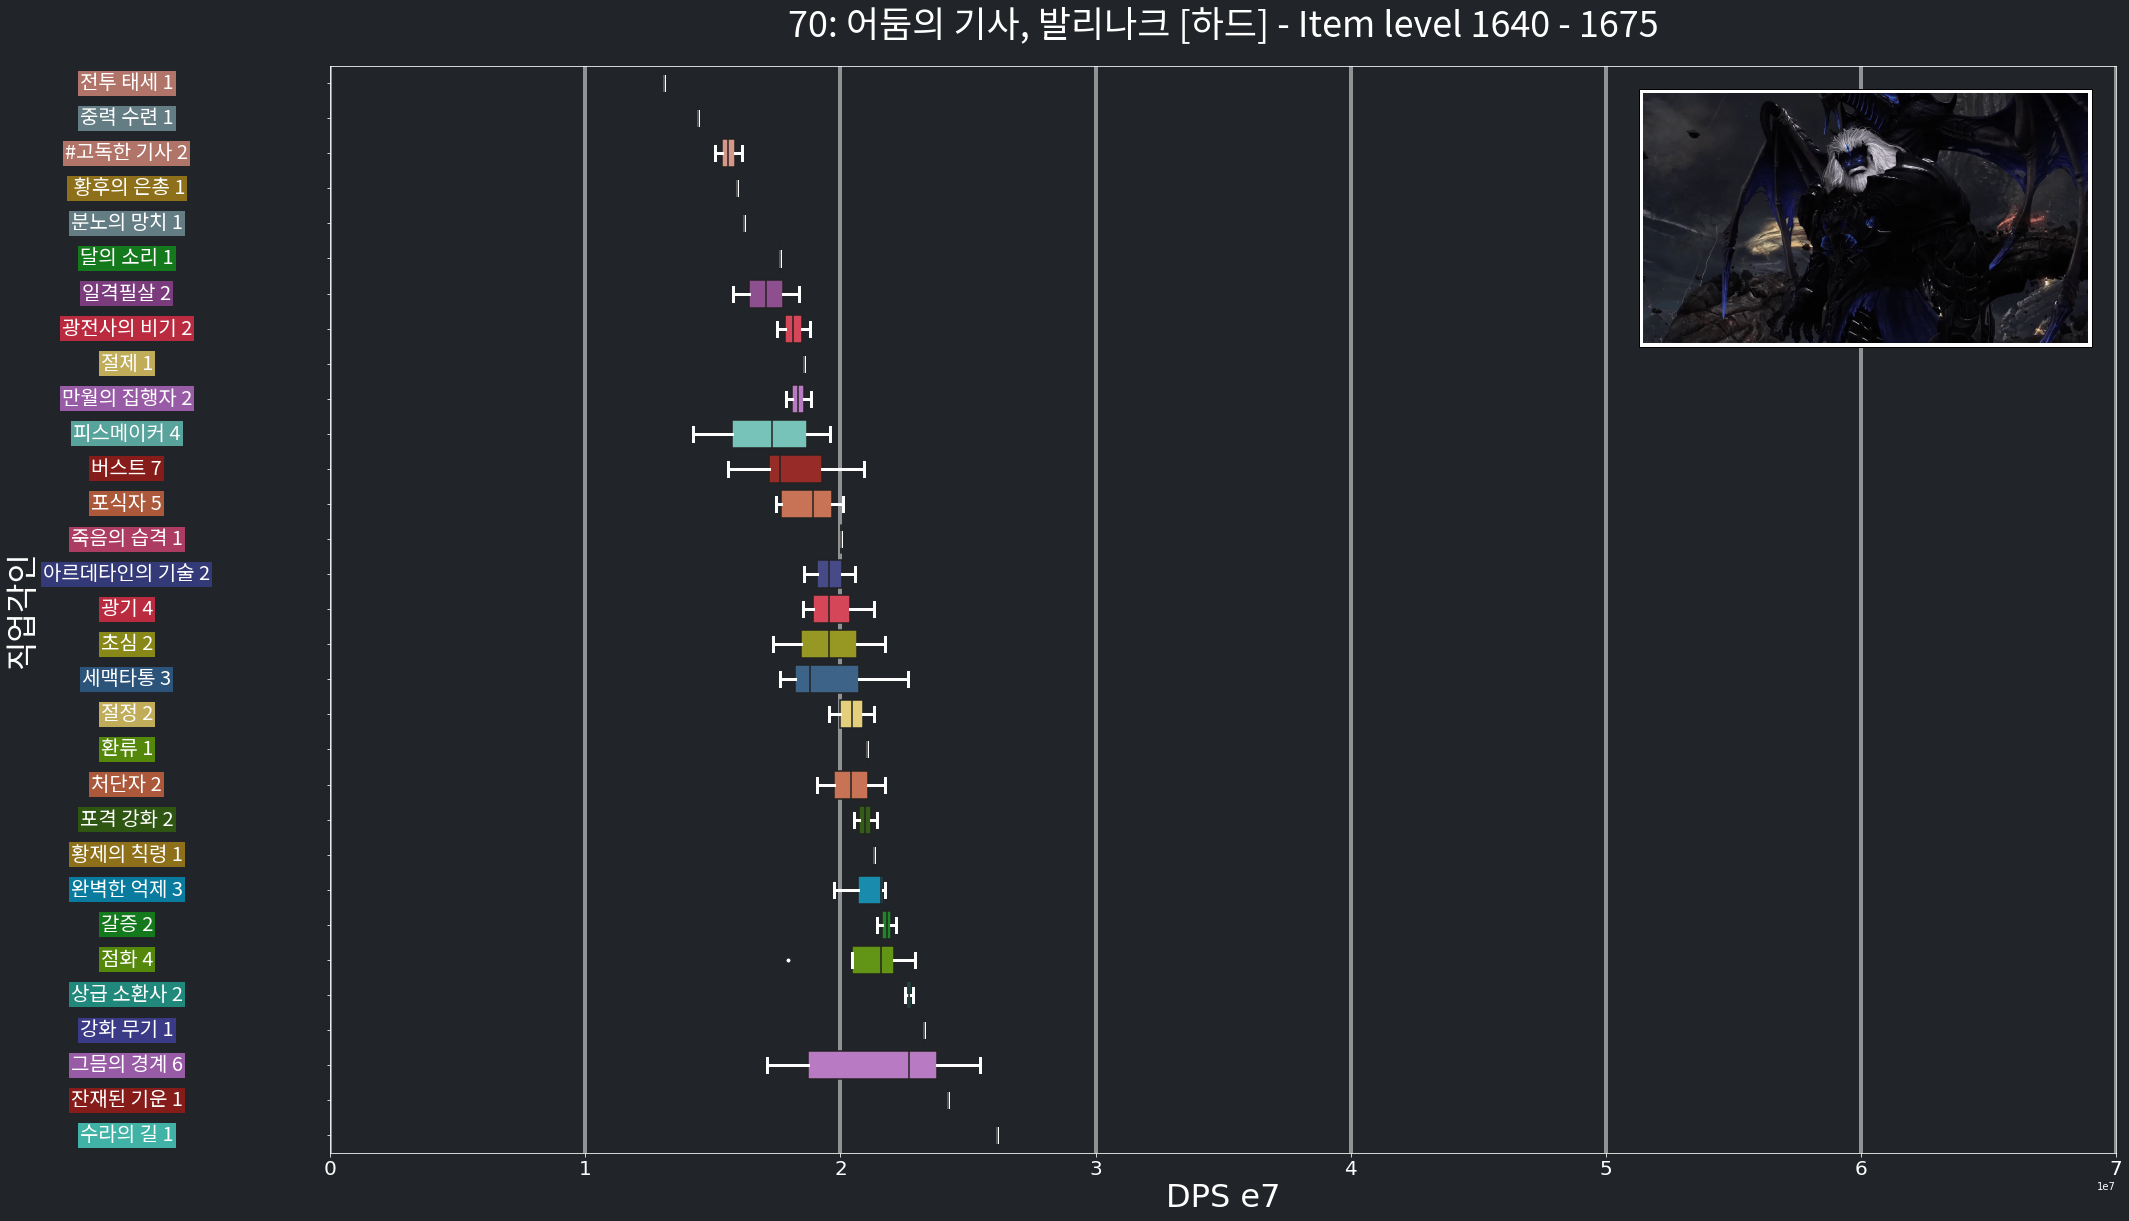 70: 어둠의 기사, 발리나크 [하드] - Item level 1640 - 1675
직업각인
전투 태세 1
중력 수련 1
#고독한 기사 2
황후의 은총 1
분노의 망치 1
달의 소리 1
일격필살 2
광전사의 비기 2
절제 1
만월의 집행자 2
피스메이커 4
버스트 7
포식자 5
죽음의 습격 1
아르데타인의 기술 2
광기 4
초심 2
세맥타통 3
절정 2
환류 1
처단자 2
포격 강화 2
황제의 칙령 1
완벽한 억제 3
갈증 2
점화 4
상급 소환사 2
강화 무기 1
그믐의 경계 6
잔재된 기운 1
수라의 길 1
0 1 2 3 4 5 6 7
1e7
DPS e7